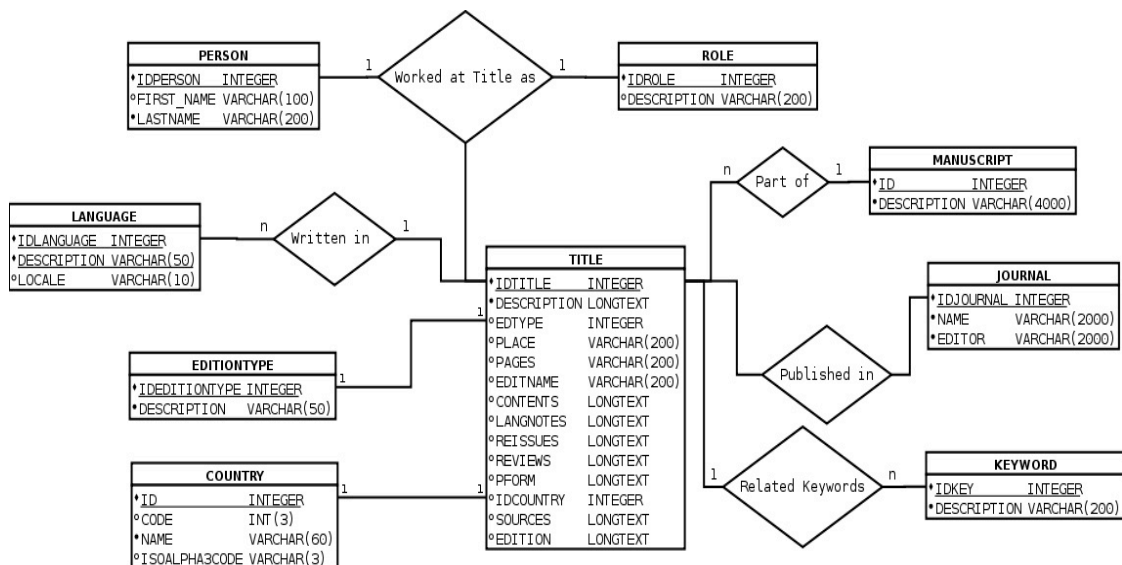 PERSON
♦IDPERSON INTEGER
○FIRST_NAME VARCHAR(100)
●LASTNAME VARCHAR(200)
1
Worked at Title as
1
ROLE
♦IDROLE INTEGER
○DESCRIPTION VARCHAR(200)
n
Part of
1
MANUSCRIPT
♦ID INTEGER
●DESCRIPTION VARCHAR(4000)
LANGUAGE
♦IDLANGUAGE INTEGER
♦DESCRIPTION VARCHAR(50)
○LOCALE VARCHAR(10)
n
Written in
1
TITLE
♦IDTITLE INTEGER
●DESCRIPTION LONGTEXT
○EDTYPE INTEGER
○PLACE VARCHAR(200)
○PAGES VARCHAR(200)
○EDITNAME VARCHAR(200)
○CONTENTS LONGTEXT
○LANGNOTES LONGTEXT
○REISSUES LONGTEXT
○REVIEWS LONGTEXT
○PFORM LONGTEXT
○IDCOUNTRY INTEGER
○SOURCES LONGTEXT
○EDITION LONGTEXT
JOURNAL
♦IDJOURNAL INTEGER
●NAME VARCHAR(2000)
●EDITOR VARCHAR(2000)
Published in
1
EDITIONTYPE
♦IDEDITIONTYPE INTEGER
●DESCRIPTION VARCHAR(50)
1
COUNTRY
♦ID INTEGER
○CODE INT(3)
●NAME VARCHAR(60)
○ISOALPHA3CODE VARCHAR(3)
1
1
1
Related Keywords
n
KEYWORD
♦IDKEY INTEGER
●DESCRIPTION VARCHAR(200)